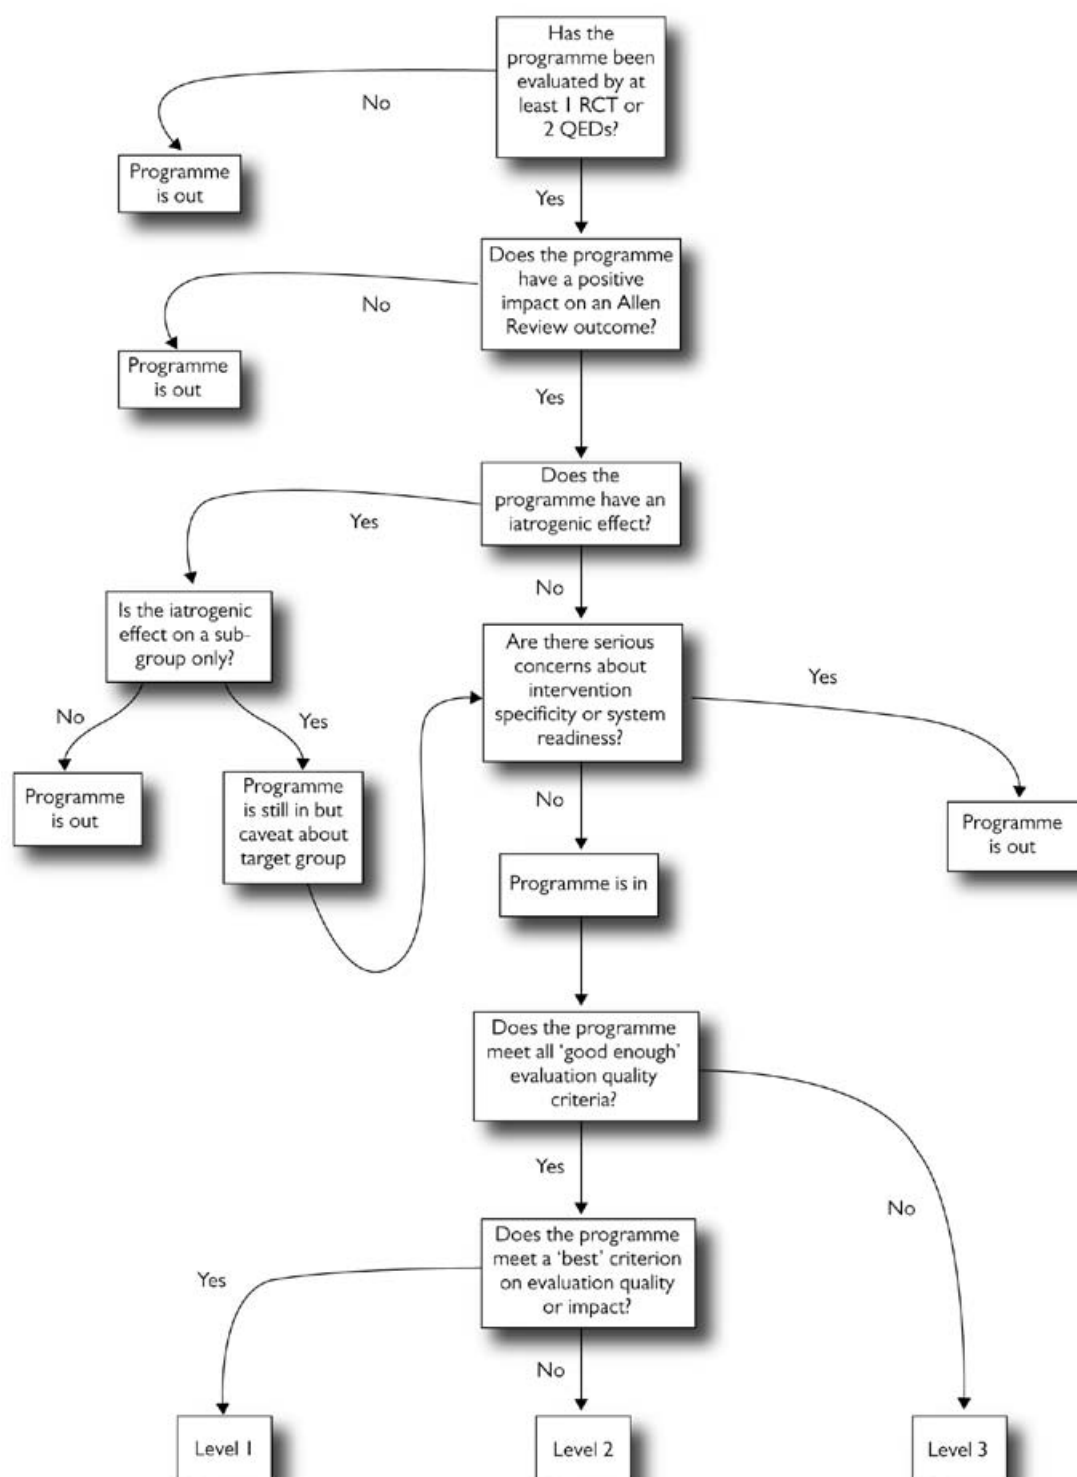 Has the
programme been
evaluated by at
least 1 RCT or
2 QEDs?
No
Programme
is out
Yes
Does the programme
have a positive
impact on an Allen
Review outcome?
No
Programme
is out
Yes
Does the
programme have an
iatrogenic effect?
Yes
No
Is the iatrogenic
effect on a sub-
group only?
Are there serious
concerns about
intervention
specificity or system
readiness?
Yes
No
Yes
Programme
is out
Programme
is still in but
caveat about
target group
No
Programme
is out
Programme is in
Does the programme
meet all ‘good enough’
evaluation quality
criteria?
Yes
No
Does the programme
meet a ‘best’ criterion
on evaluation quality
or impact?
Yes
No
Level 1
Level 2
Level 3